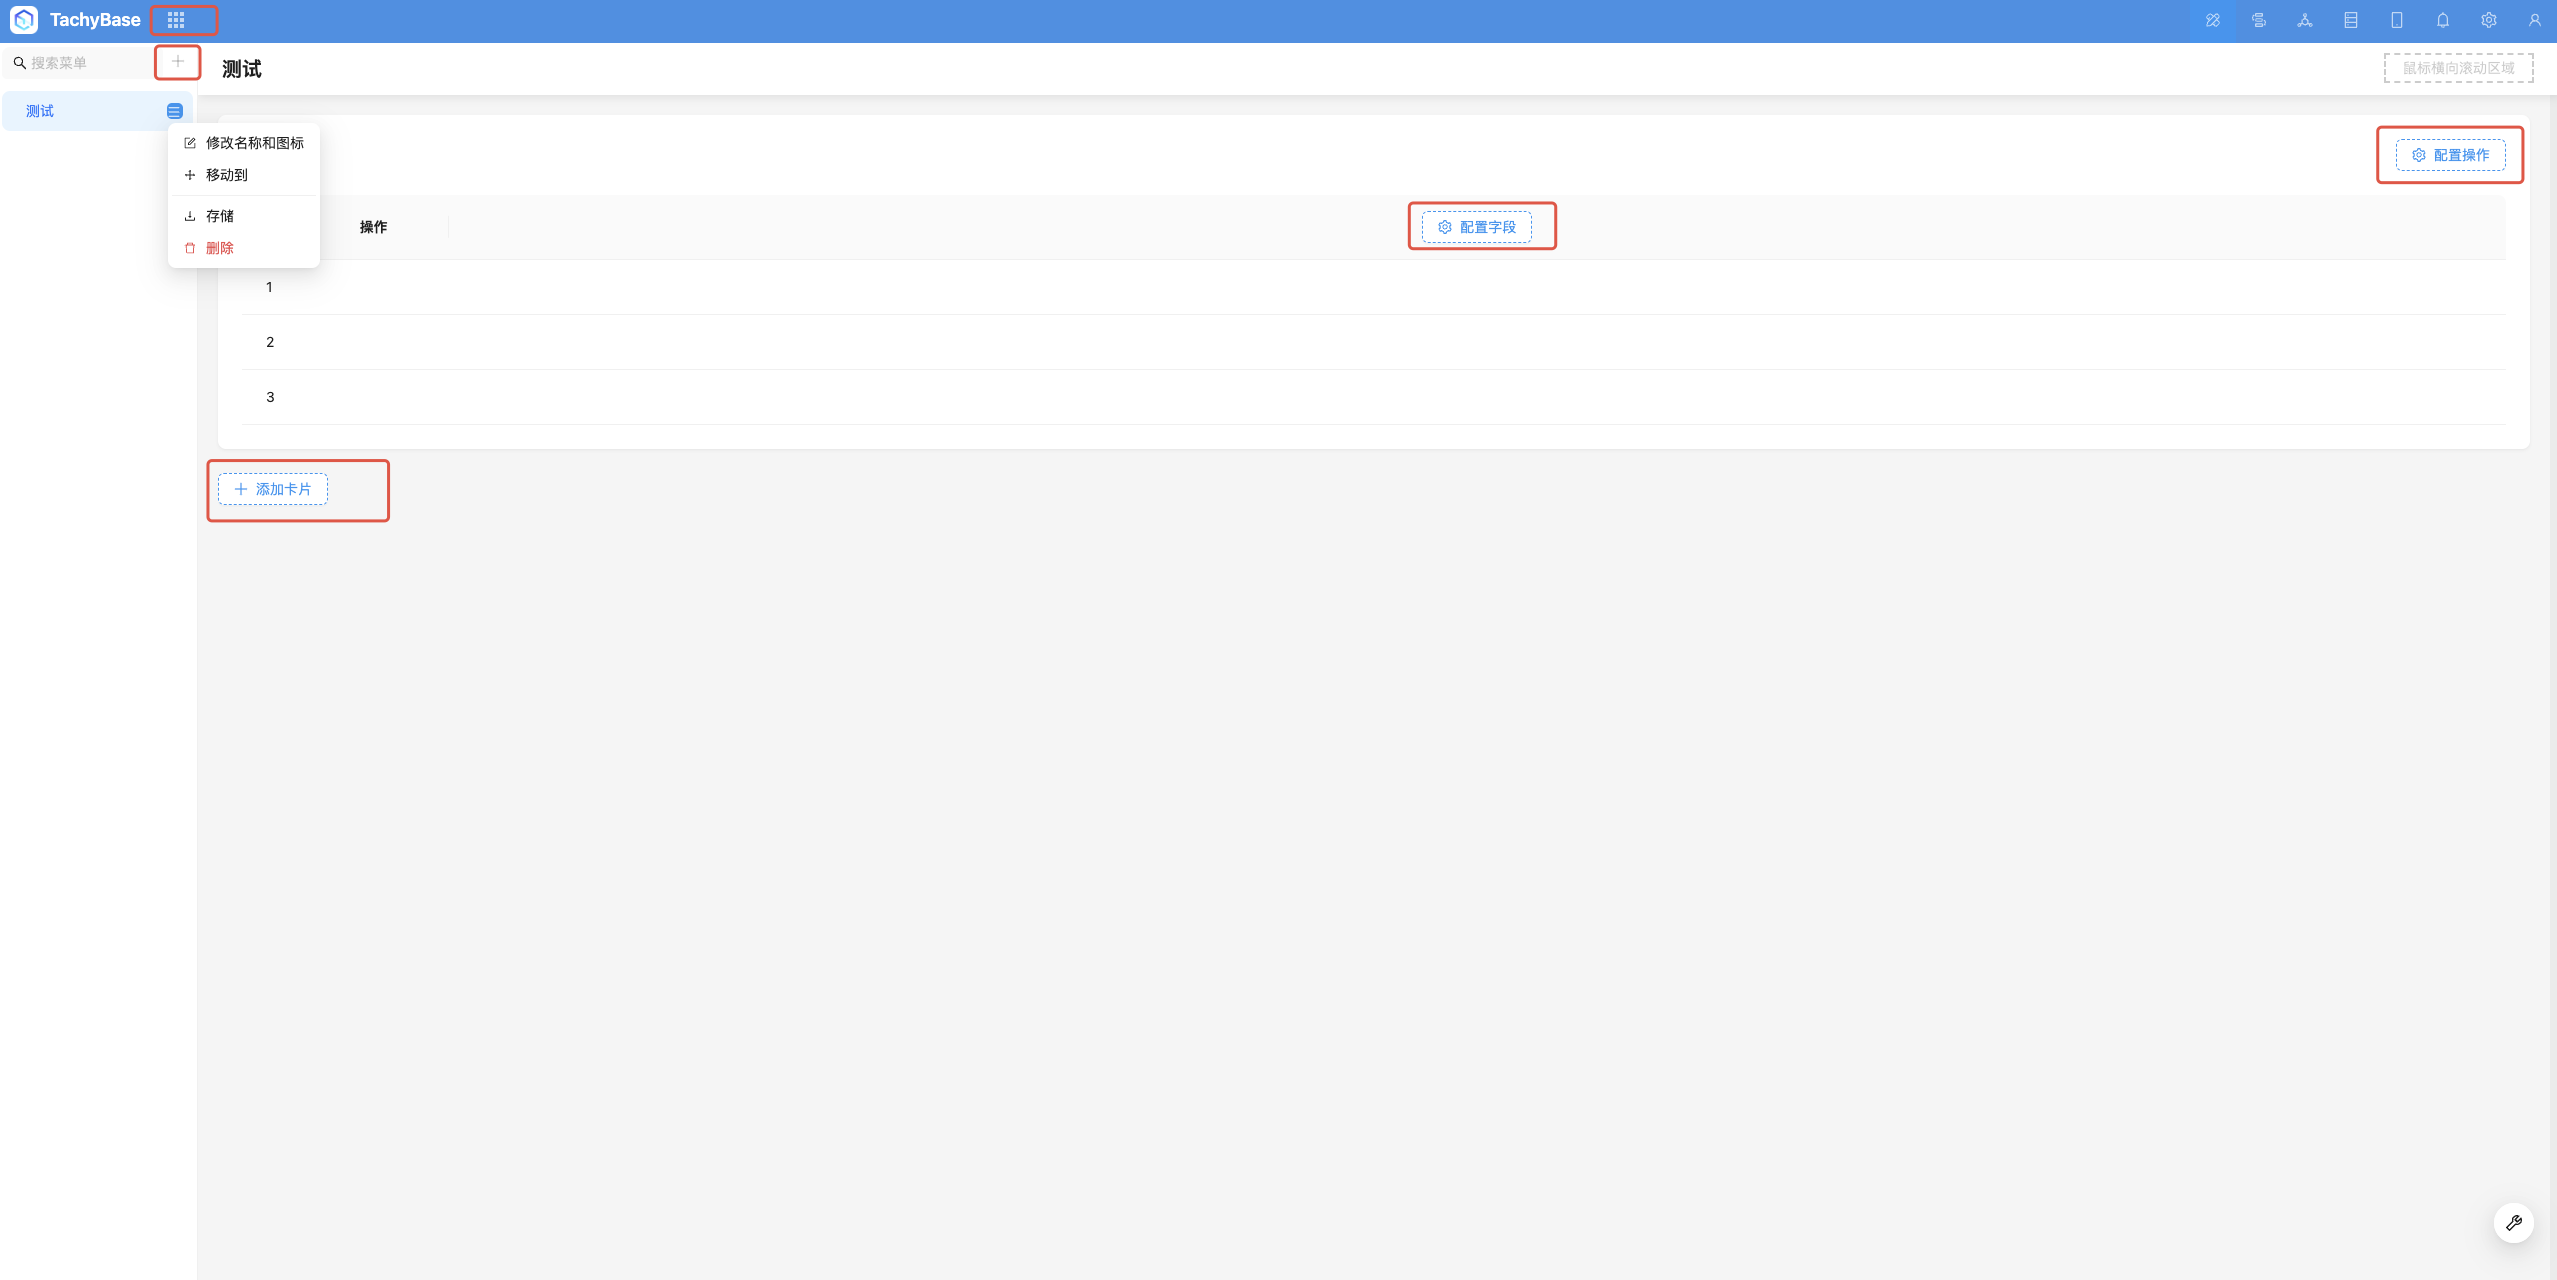 TachyBase
搜索菜单
测试
鼠标横向滚动区域
测试
修改名称和图标
移动到
存储
删除
配置操作
操作
配置字段
1
2
3
添加卡片